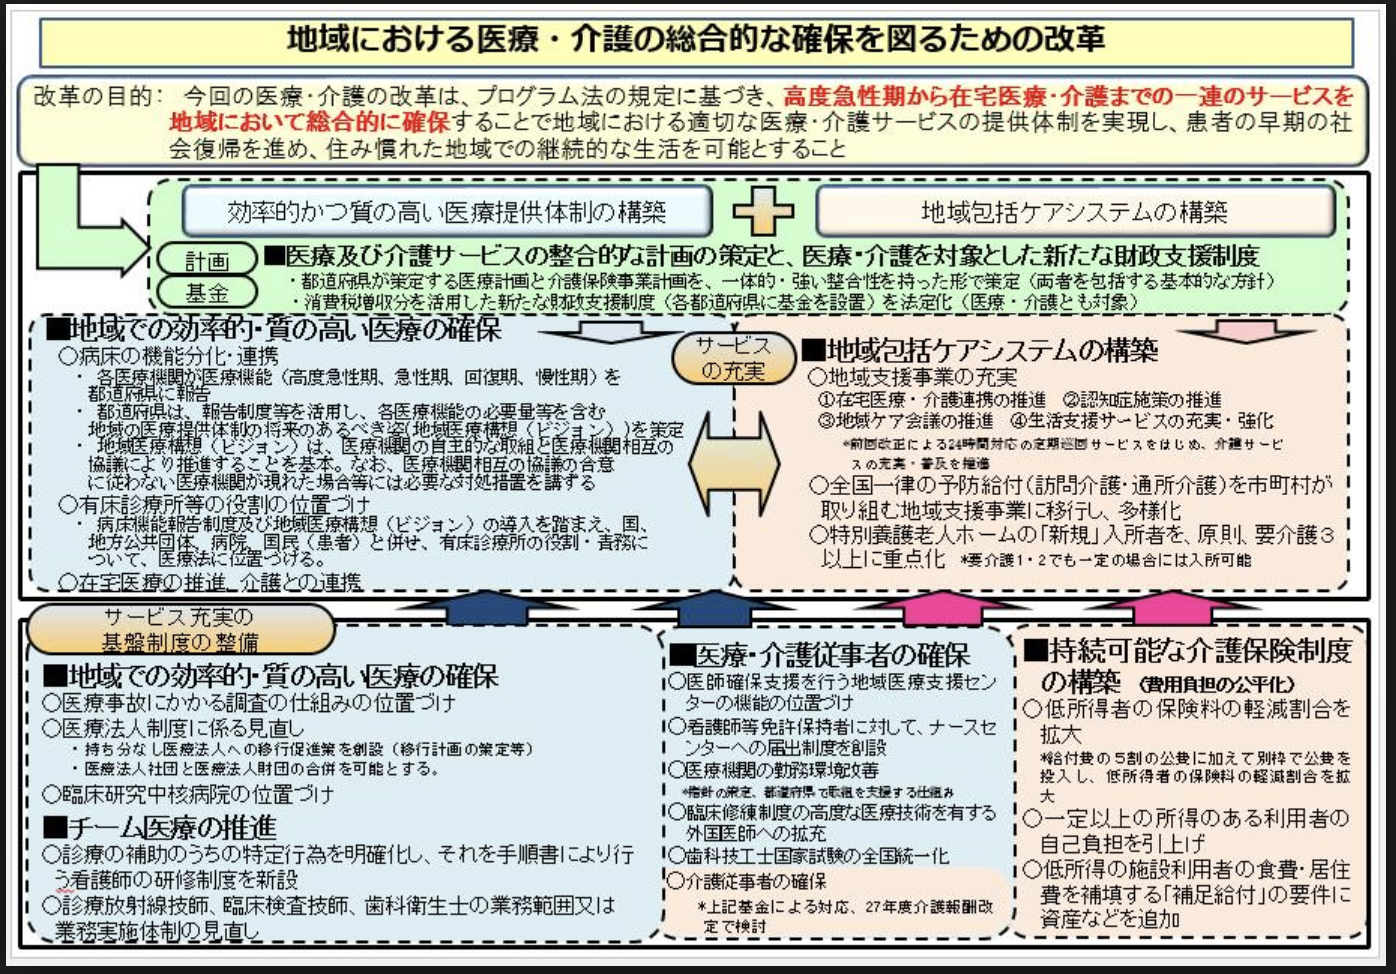 地域における医療・介護の総合的な確保を図るための改革
改革の目的： 今回の医療・介護の改革は、プログラム法の規定に基づき、高度急性期から在宅医療・介護までの一連のサービスを
地域において総合的に確保することで地域における適切な医療・介護サービスの提供体制を実現し、患者の早期の社
会復帰を進め、住み慣れた地域での継続的な生活を可能とすること
効率的かつ質の高い医療提供体制の構築
地域包括ケアシステムの構築
計画
基金
■医療及び介護サービスの整合的な計画の策定と、医療・介護を対象とした新たな財政支援制度
・都道府県が策定する医療計画と介護保険事業計画を、一体的・強い整合性を持った形で策定（両者を包括する基本的な方針）
・消費税増収分を活用した新たな財政支援制度（各都道府県に基金を設置）を法定化（医療・介護とも対象）
■地域での効率的・質の高い医療の確保
○病床の機能分化・連携
・ 各医療機関が医療機能（高度急性期、急性期、回復期、慢性期）を
都道府県に報告
・ 都道府県は、報告制度等を活用し、各医療機能の必要量等を含む
地域の医療提供体制の将来のあるべき姿(地域医療構想（ビジョン）)を策定
・ 地域医療構想（ビジョン）は、医療機関の自主的な取組と医療機関相互の
協議により推進することを基本。なお、医療機関相互の協議の合意
に従わない医療機関が現れた場合等には必要な対処措置を講ずる
○有床診療所等の役割の位置づけ
・ 病床機能報告制度及び地域医療構想（ビジョン）の導入を踏まえ、国、
地方公共団体、病院、国民（患者）と併せ、有床診療所の役割・責務に
ついて、医療法に位置づける。
○在宅医療の推進、介護との連携
サービス
の充実
■地域包括ケアシステムの構築
○地域支援事業の充実
①在宅医療・介護連携の推進 ②認知症施策の推進
③地域ケア会議の推進 ④生活支援サービスの充実・強化
*前回改正による24時間対応の定期巡回サービスをはじめ、介護サービ
スの充実・普及を推進
○全国一律の予防給付(訪問介護・通所介護)を市町村が
取り組む地域支援事業に移行し、多様化
○特別養護老人ホームの「新規」入所者を、原則、要介護3
以上に重点化 *要介護1・2でも一定の場合には入所可能
サービス充実の
基盤制度の整備
■地域での効率的・質の高い医療の確保
○医療事故にかかる調査の仕組みの位置づけ
○医療法人制度に係る見直し
・持ち分なし医療法人への移行促進策を創設（移行計画の策定等）
・医療法人社団と医療法人財団の合併を可能とする。
○臨床研究中核病院の位置づけ
■チーム医療の推進
○診療の補助のうちの特定行為を明確化し、それを手順書により行
う看護師の研修制度を新設
○診療放射線技師、臨床検査技師、歯科衛生士の業務範囲又は
業務実施体制の見直し
■医療・介護従事者の確保
○医師確保支援を行う地域医療支援セン
ターの機能の位置づけ
○看護師等免許保持者に対して、ナースセ
ンターへの届出制度を創設
○医療機関の勤務環境改善
*指針の策定、都道府県で取組を支援する仕組み
○臨床修練制度の高度な医療技術を有する
外国医師への拡充
○歯科技工士国家試験の全国統一化
○介護従事者の確保
*上記基金による対応、27年度介護報酬改
定で検討
■持続可能な介護保険制度
の構築 （費用負担の公平化）
○低所得者の保険料の軽減割合を
拡大
*給付費の5割の公費に加えて別枠で公費を
投入し、低所得者の保険料の軽減割合を拡
大
○一定以上の所得のある利用者の
自己負担を引上げ
○低所得の施設利用者の食費・居住
費を補填する「補足給付」の要件に
資産などを追加